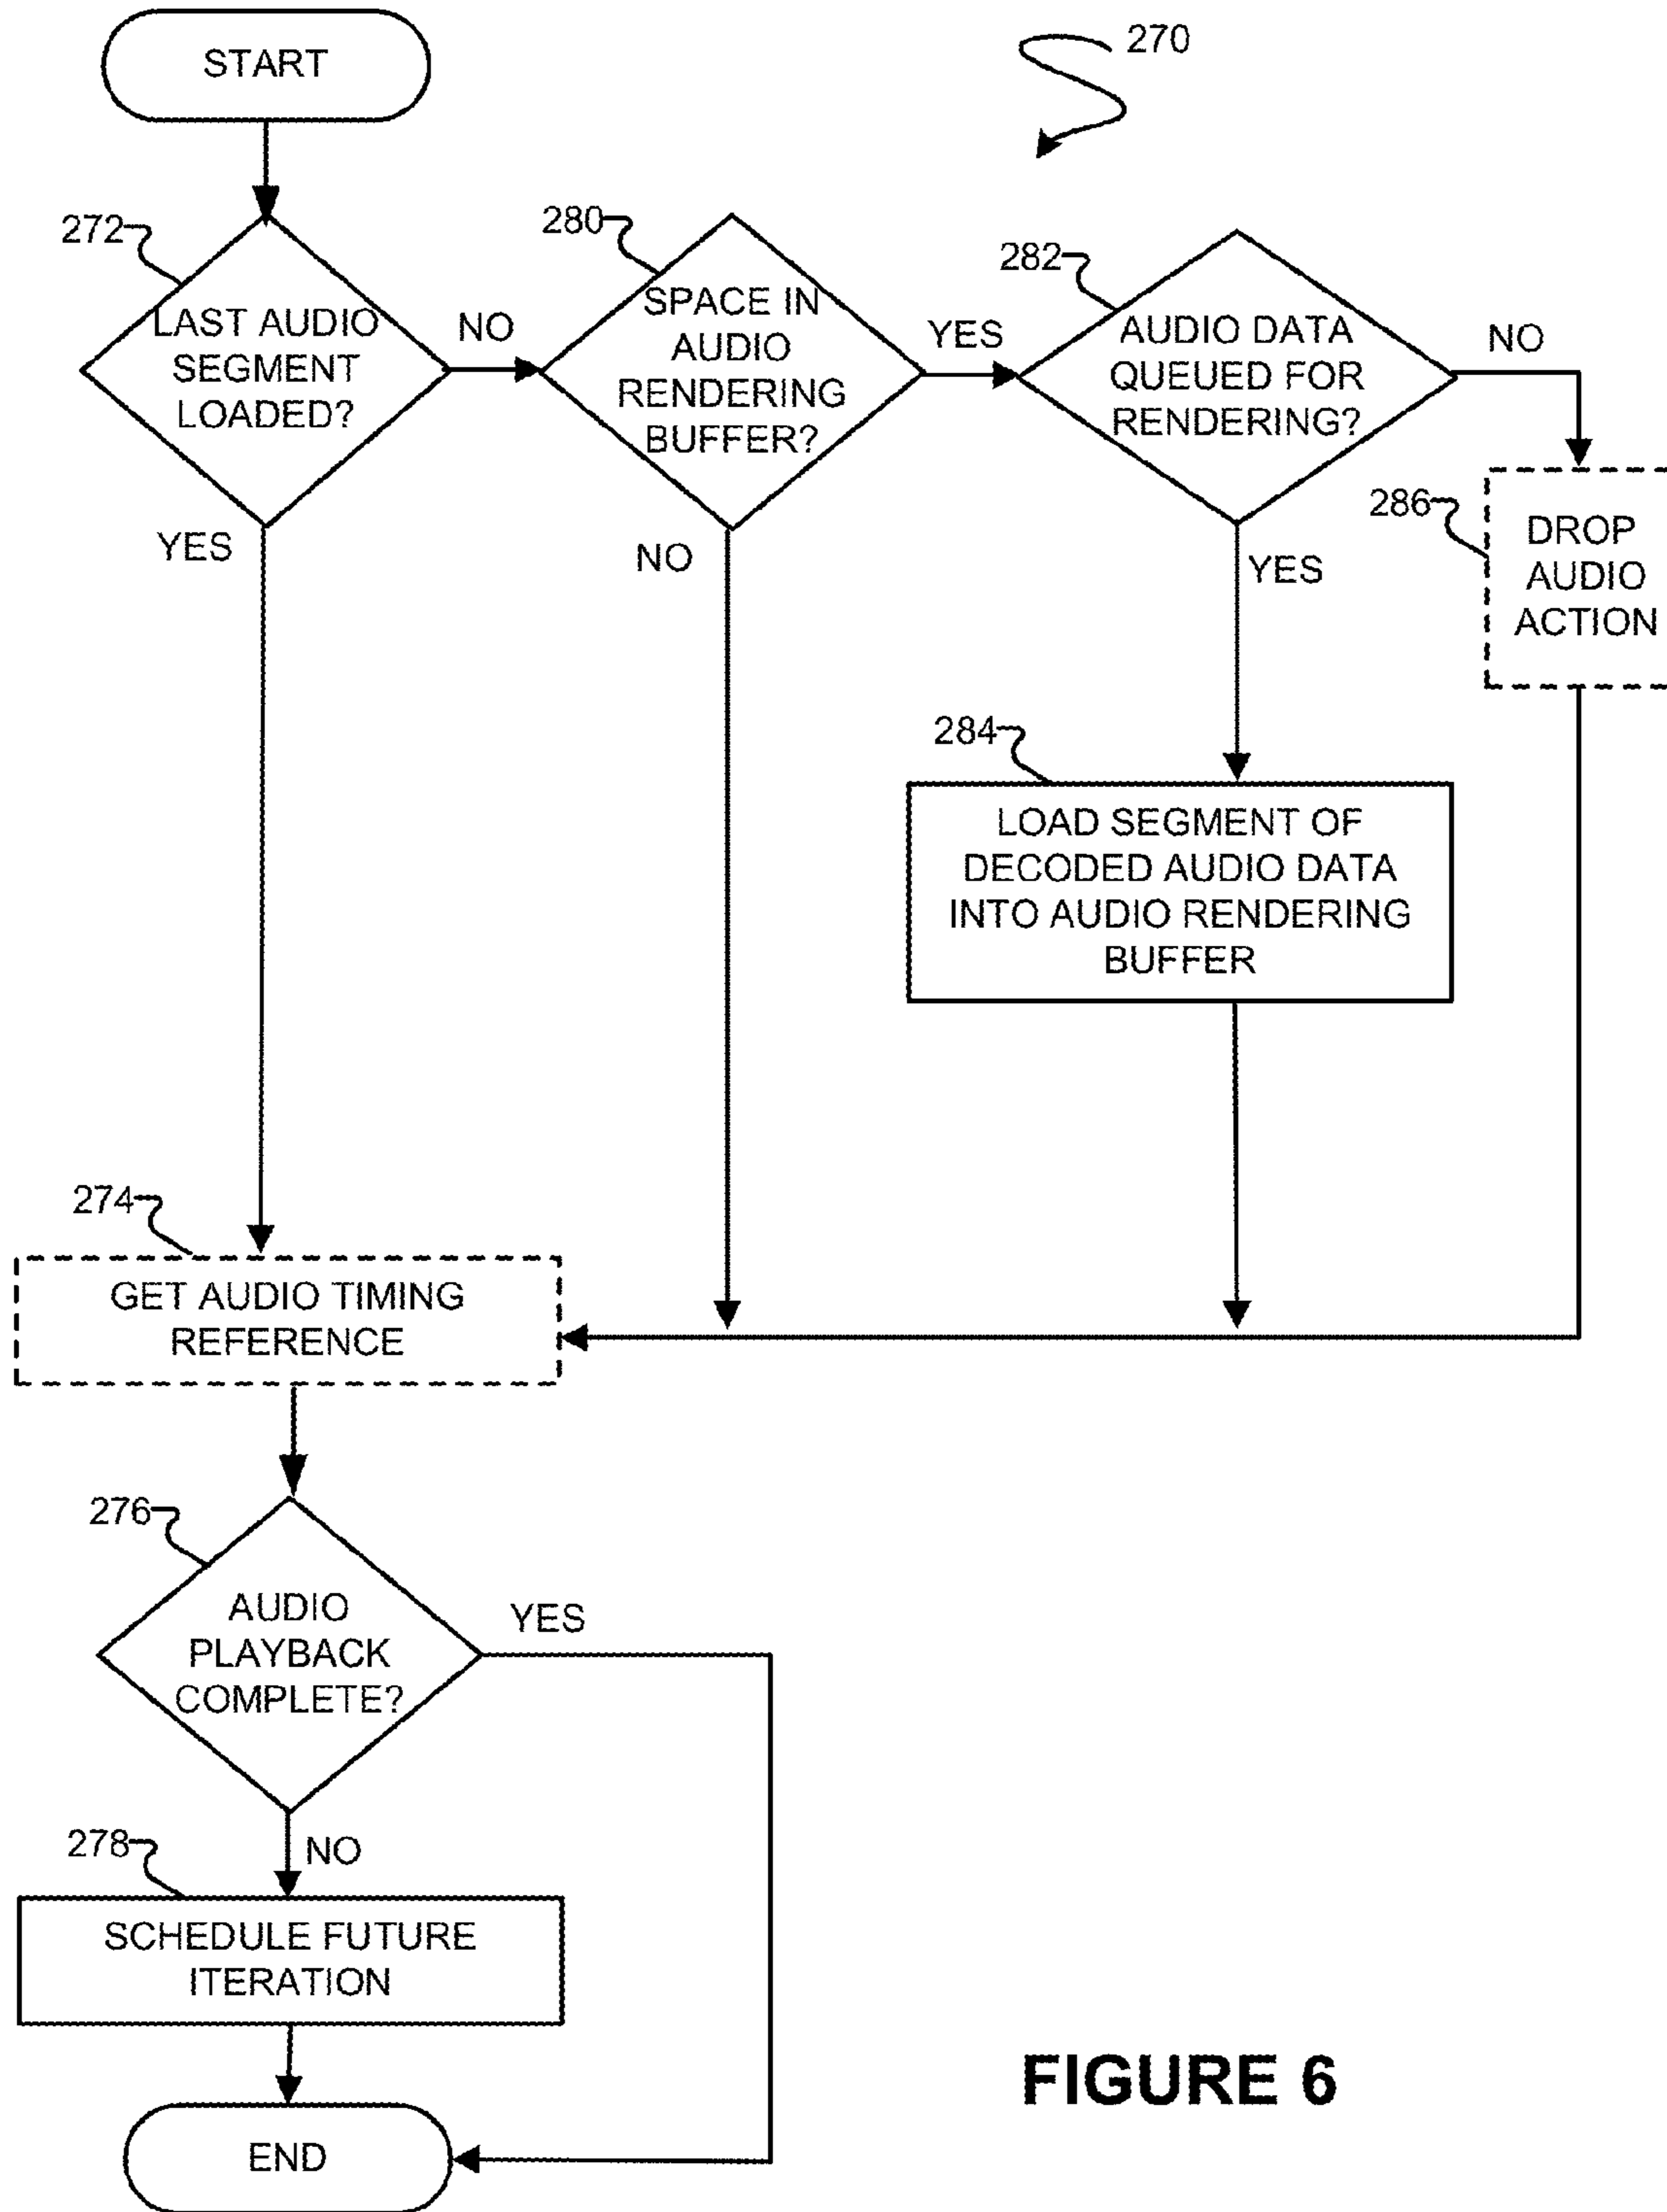 START
270
272
LAST AUDIO
SEGMENT
LOADED?
NO
YES
280
SPACE IN
AUDIO
RENDERING
BUFFER?
YES
NO
282
AUDIO DATA
QUEUED FOR
RENDERING?
NO
YES
286
DROP
AUDIO
ACTION
284
LOAD SEGMENT OF
DECODED AUDIO DATA
INTO AUDIO RENDERING
BUFFER
274
GET AUDIO TIMING
REFERENCE
276
AUDIO
PLAYBACK
COMPLETE?
YES
NO
278
SCHEDULE FUTURE
ITERATION
END
FIGURE 6